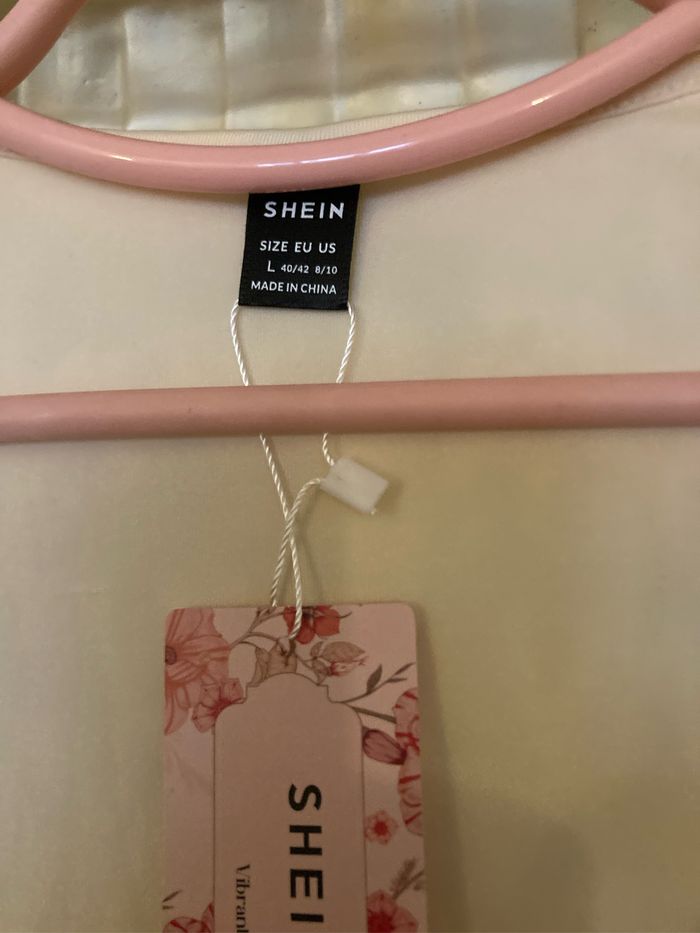 SHEIN
SIZE EU US
L 40/42 8/10
MADE IN CHINA
SHEI